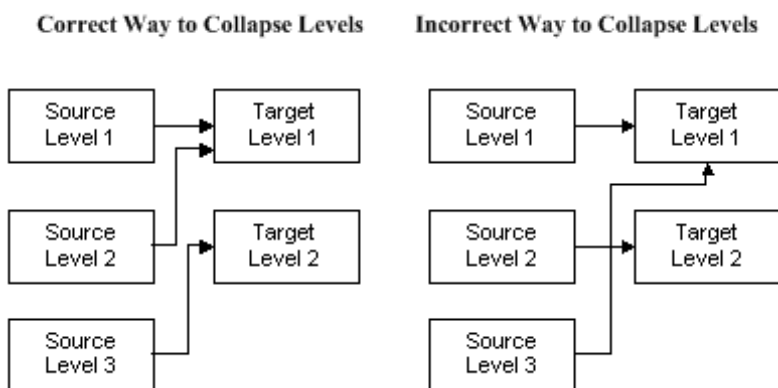 Correct Way to Collapse Levels
Source
Level 1
Target
Level 1
Source
Level 2
Target
Level 2
Source
Level 3
Incorrect Way to Collapse Levels
Source
Level 1
Target
Level 1
Source
Level 2
Target
Level 2
Source
Level 3